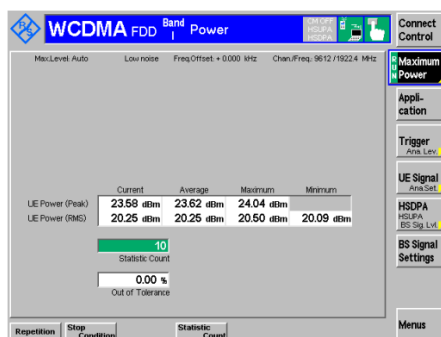 R&S
WCDMA FDD Band I Power
CM OFF
HSUPA
HSDPA
Connect Control
Max.Level: Auto Low noise Freq.Offset: + 0.000 kHz Chan./Freq.: 9612 /1922.4 MHz
RUN
Maximum Power
Appli-
cation
Trigger
Ana. Lev.
UE Signal
Ana.Set.
HSDPA
HSUPA
BS Sig. Lvl.
BS Signal Settings
Current Average Maximum Minimum
UE Power (Peak) 23.58 dBm 23.62 dBm 24.04 dBm
UE Power (RMS) 20.25 dBm 20.25 dBm 20.50 dBm 20.09 dBm
10
Statistic Count
0.00 %
Out of Tolerance
Repetition
Stop Condition
Statistic Count
Menus